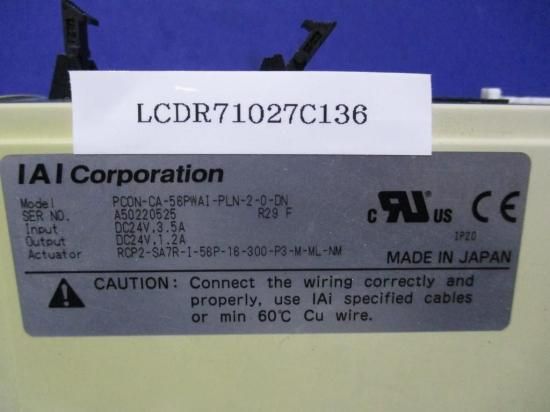 LCDR71027C136
IAI Corporation
Model PCON-CA-56PWAI-PLN-2-0-DN
SER NO. A50220525 R29 F
Input DC24V,3.5A
Output DC24V,1.2A
Actuator RCP2-SA7R-I-56P-16-300-P3-M-ML-NM
c RU US CE
IP20
MADE IN JAPAN
CAUTION: Connect the wiring correctly and
properly, use IAi specified cables
or min 60℃ Cu wire.